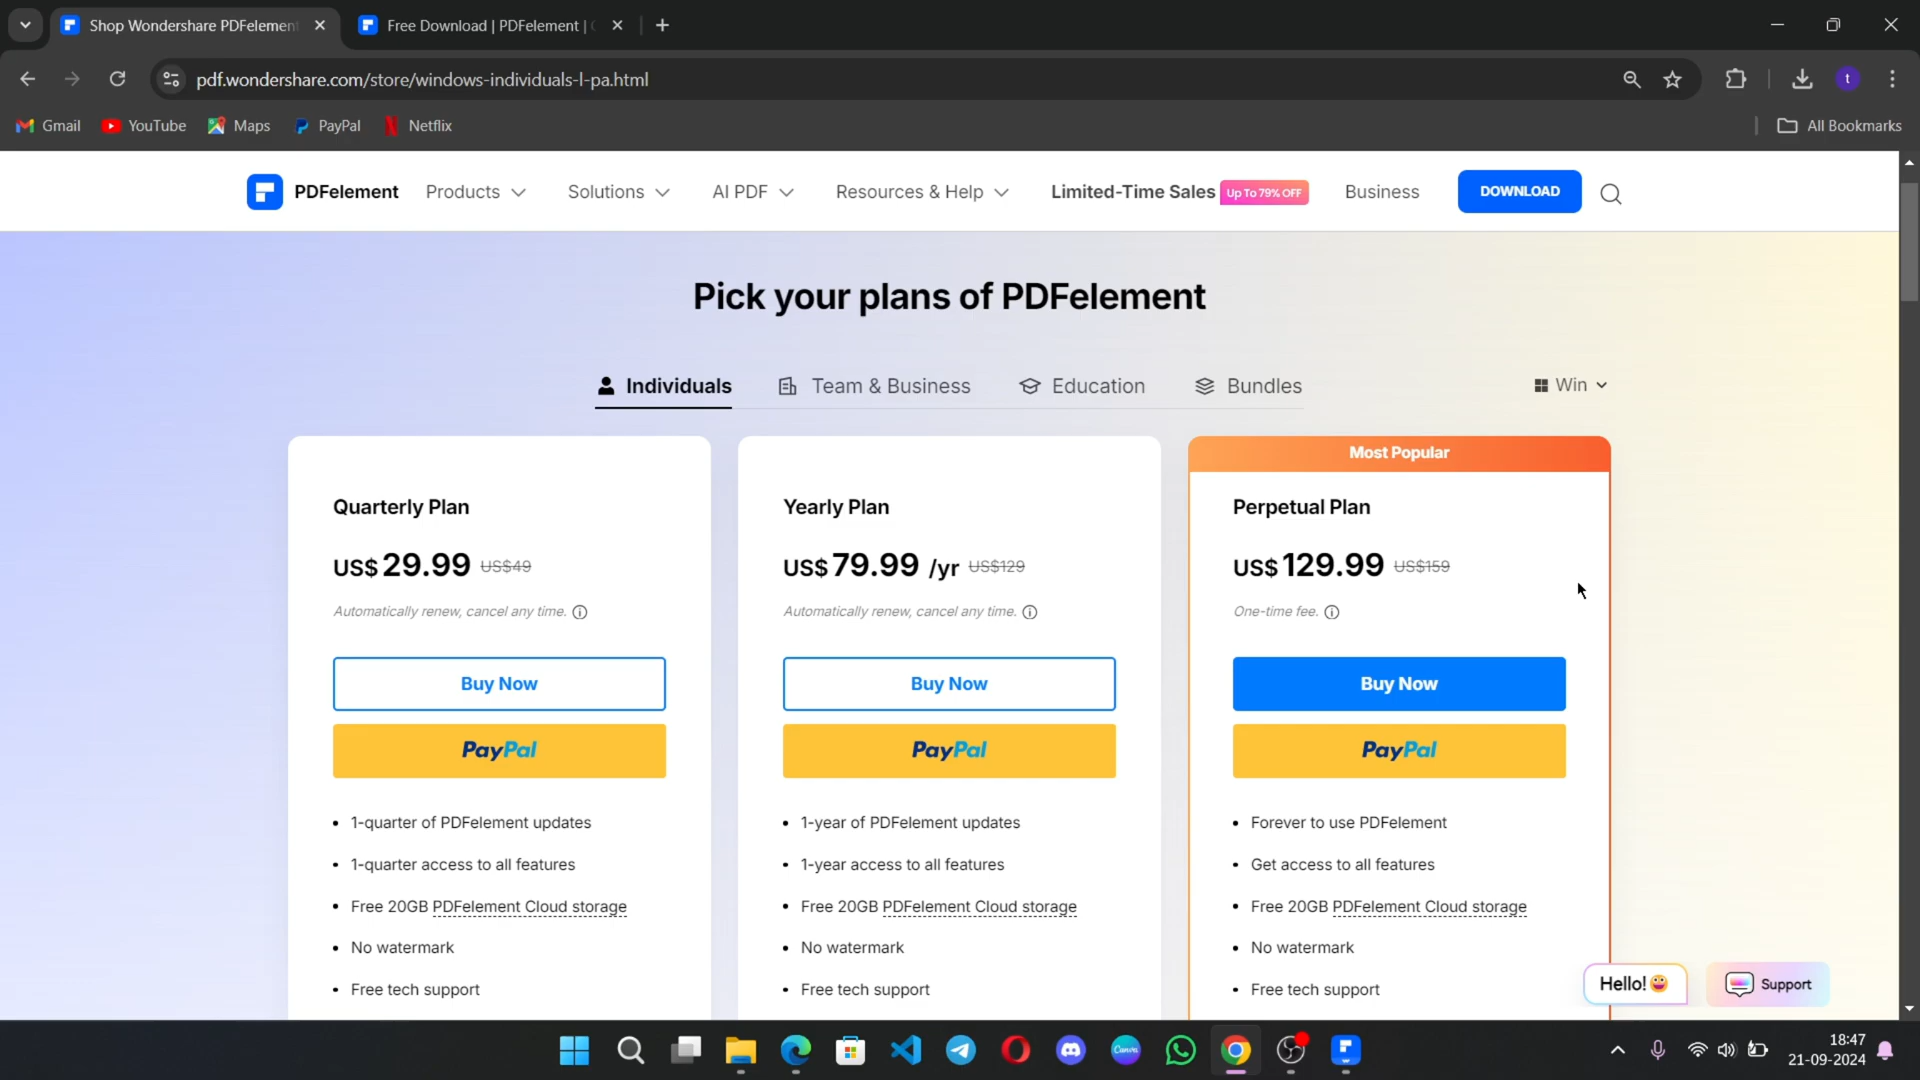 Shop Wondershare PDFelemen
Free Download | PDFelement |
pdf.wondershare.com/store/windows-individuals-l-pa.html
t
Gmail
YouTube
Maps
PayPal
Netflix
All Bookmarks
PDFelement
Products
Solutions
AI PDF
Resources & Help
Limited-Time Sales
Up To 79% OFF
Business
DOWNLOAD
Pick your plans of PDFelement
Individuals
Team & Business
Education
Bundles
Win
Quarterly Plan
US$ 29.99 US$49
Automatically renew, cancel any time.
Buy Now
PayPal
• 1-quarter of PDFelement updates
• 1-quarter access to all features
• Free 20GB PDFelement Cloud storage
• No watermark
• Free tech support
Yearly Plan
US$ 79.99 /yr US$129
Automatically renew, cancel any time.
Buy Now
PayPal
• 1-year of PDFelement updates
• 1-year access to all features
• Free 20GB PDFelement Cloud storage
• No watermark
• Free tech support
Most Popular
Perpetual Plan
US$ 129.99 US$159
One-time fee.
Buy Now
PayPal
• Forever to use PDFelement
• Get access to all features
• Free 20GB PDFelement Cloud storage
• No watermark
• Free tech support
Hello!😀
Support
Canva
18:47
21-09-2024